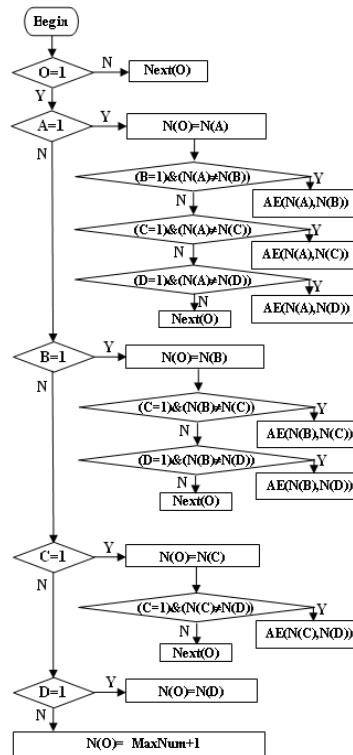 Begin
O=1
N
Next(O)
Y
A=1
Y
N(O)=N(A)
N
(B=1)&(N(A)≠N(B))
Y
AE(N(A),N(B))
N
(C=1)&(N(A)≠N(C))
Y
AE(N(A),N(C))
N
(D=1)&(N(A)≠N(D))
Y
AE(N(A),N(D))
N
Next(O)
B=1
Y
N(O)=N(B)
N
(C=1)&(N(B)≠N(C))
Y
AE(N(B),N(C))
N
(D=1)&(N(B)≠N(D))
Y
AE(N(B),N(D))
N
Next(O)
C=1
Y
N(O)=N(C)
N
(C=1)&(N(C)≠N(D))
Y
AE(N(C),N(D))
N
Next(O)
D=1
Y
N(O)=N(D)
N
N(O)= MaxNum+1